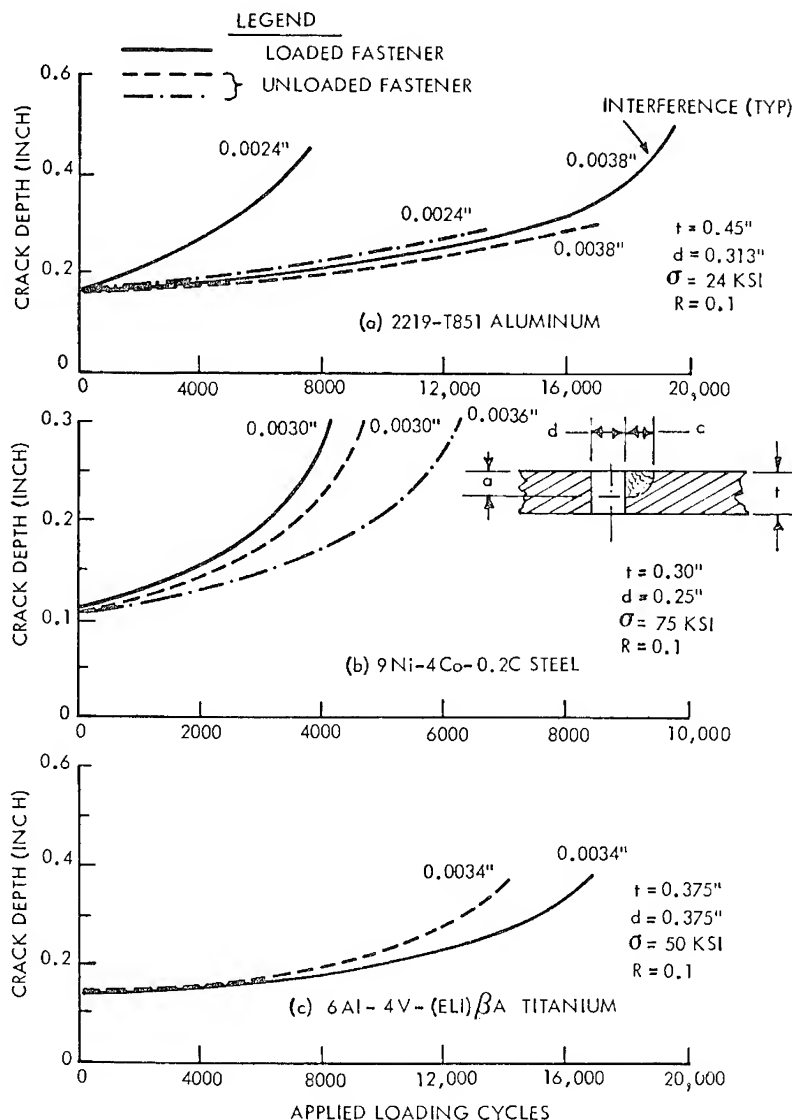 LEGEND
LOADED FASTENER
UNLOADED FASTENER
CRACK DEPTH (INCH)
0.6
0.4
0.2
0
0.0024"
0.0024"
0.0038"
0.0038"
INTERFERENCE (TYP)
t = 0.45"
d = 0.313"
σ = 24 KSI
R = 0.1
(a) 2219-T851 ALUMINUM
0 4000 8000 12,000 16,000 20,000
CRACK DEPTH (INCH)
0.3
0.2
0.1
0
0.0030"
0.0030"
0.0036"
d
c
a
t
t = 0.30"
d = 0.25"
σ = 75 KSI
R = 0.1
(b) 9Ni-4Co-0.2C STEEL
0 2000 4000 6000 8000 10,000
CRACK DEPTH (INCH)
0.6
0.4
0.2
0
0.0034"
0.0034"
t = 0.375"
d = 0.375"
σ = 50 KSI
R = 0.1
(c) 6Al-4V-(ELi)βA TITANIUM
0 4000 8000 12,000 16,000 20,000
APPLIED LOADING CYCLES